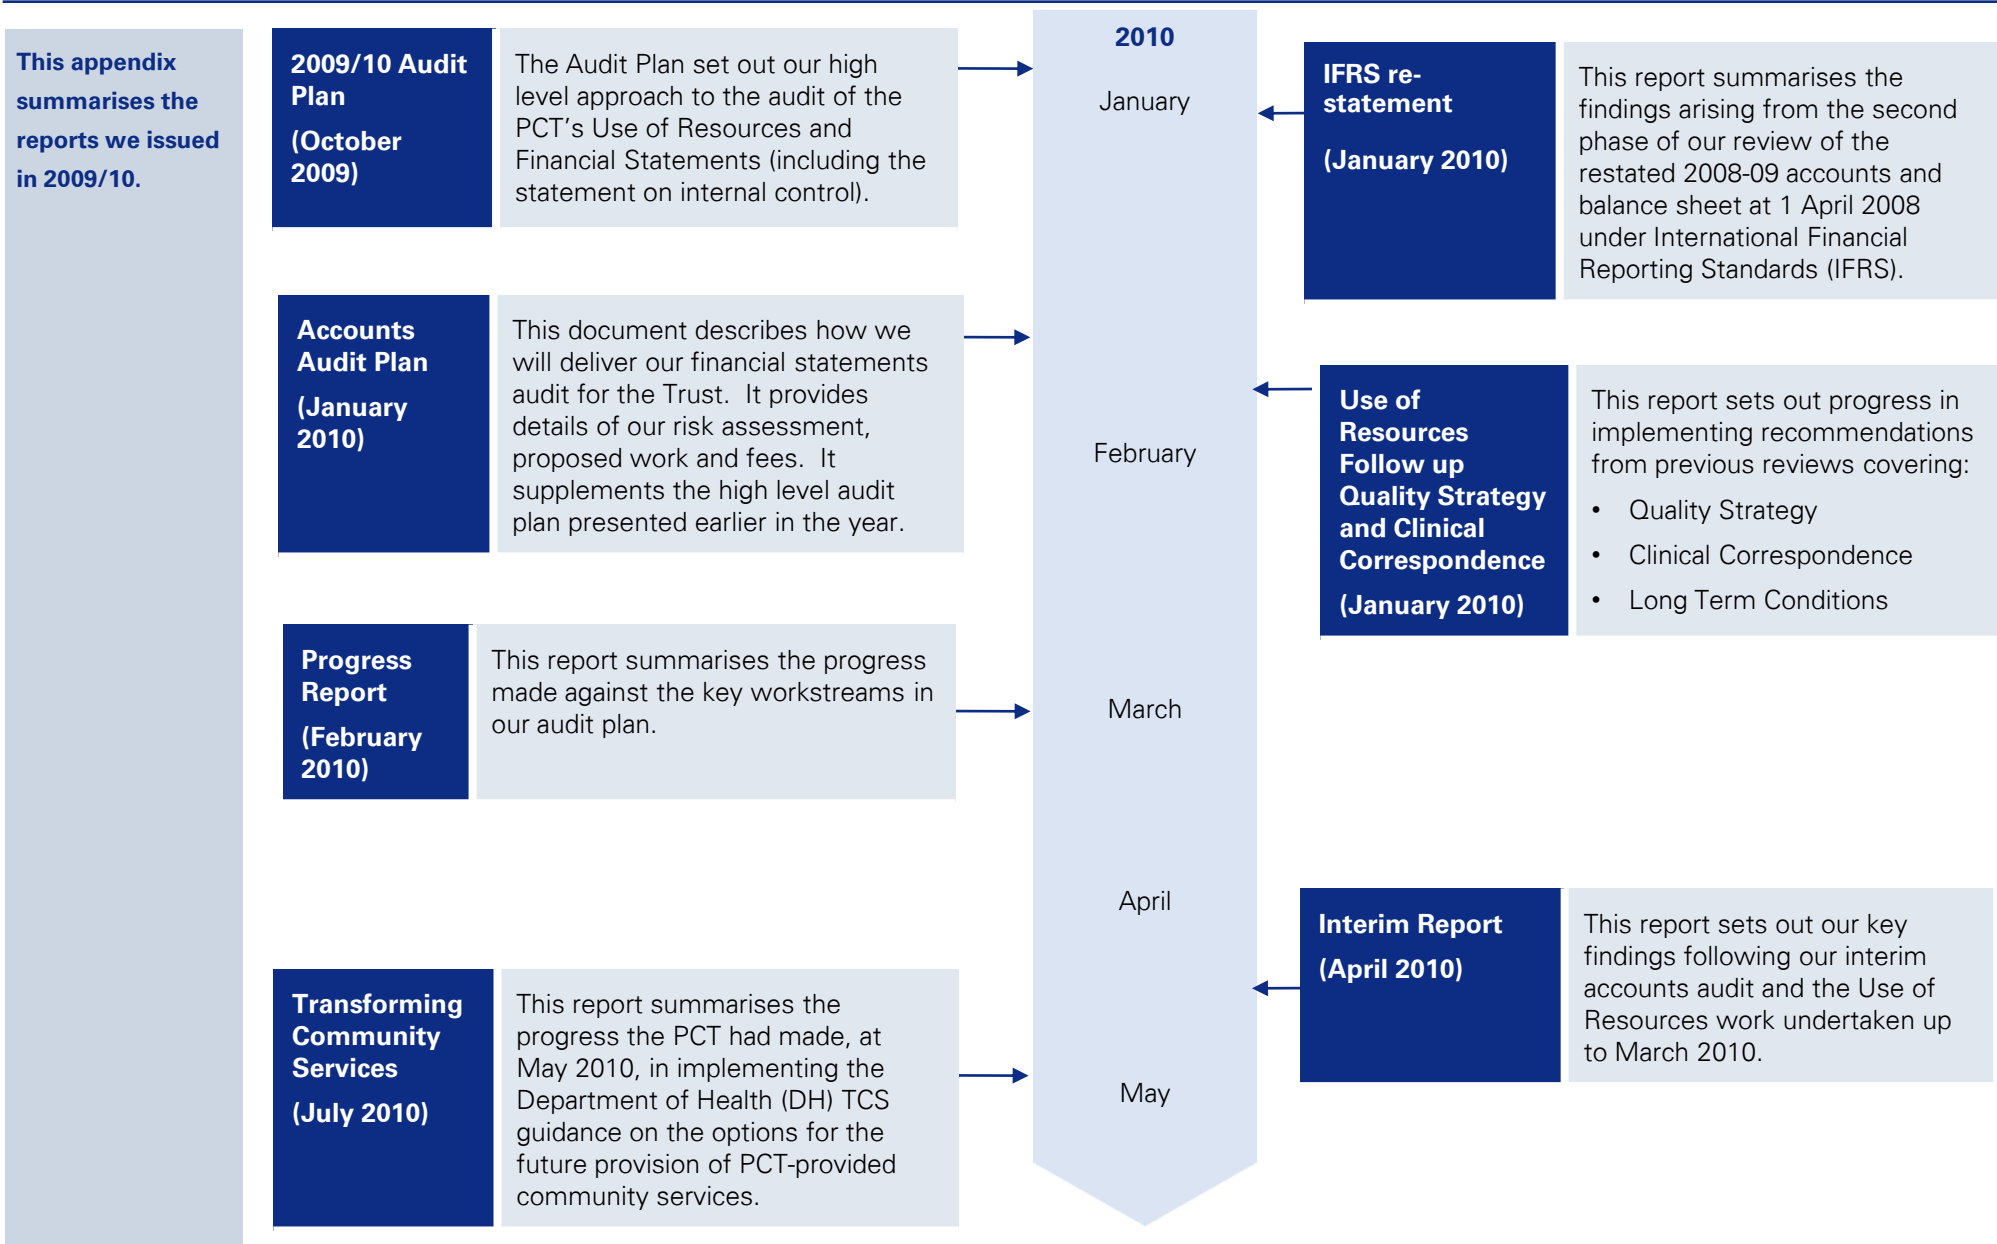 This appendix
summarises the
reports we issued
in 2009/10.
2009/10 Audit
Plan
(October
2009)
The Audit Plan set out our high
level approach to the audit of the
PCT’s Use of Resources and
Financial Statements (including the
statement on internal control).
Accounts
Audit Plan
(January
2010)
This document describes how we
will deliver our financial statements
audit for the Trust.  It provides
details of our risk assessment,
proposed work and fees.  It
supplements the high level audit
plan presented earlier in the year.
Progress
Report
(February
2010)
This report summarises the progress
made against the key workstreams in
our audit plan.
Transforming
Community
Services
(July 2010)
This report summarises the
progress the PCT had made, at
May 2010, in implementing the
Department of Health (DH) TCS
guidance on the options for the
future provision of PCT-provided
community services.
2010
January
February
March
April
May
IFRS re-
statement
(January 2010)
This report summarises the
findings arising from the second
phase of our review of the
restated 2008-09 accounts and
balance sheet at 1 April 2008
under International Financial
Reporting Standards (IFRS).
Use of
Resources
Follow up
Quality Strategy
and Clinical
Correspondence
(January 2010)
This report sets out progress in
implementing recommendations
from previous reviews covering:
• Quality Strategy
• Clinical Correspondence
• Long Term Conditions
Interim Report
(April 2010)
This report sets out our key
findings following our interim
accounts audit and the Use of
Resources work undertaken up
to March 2010.